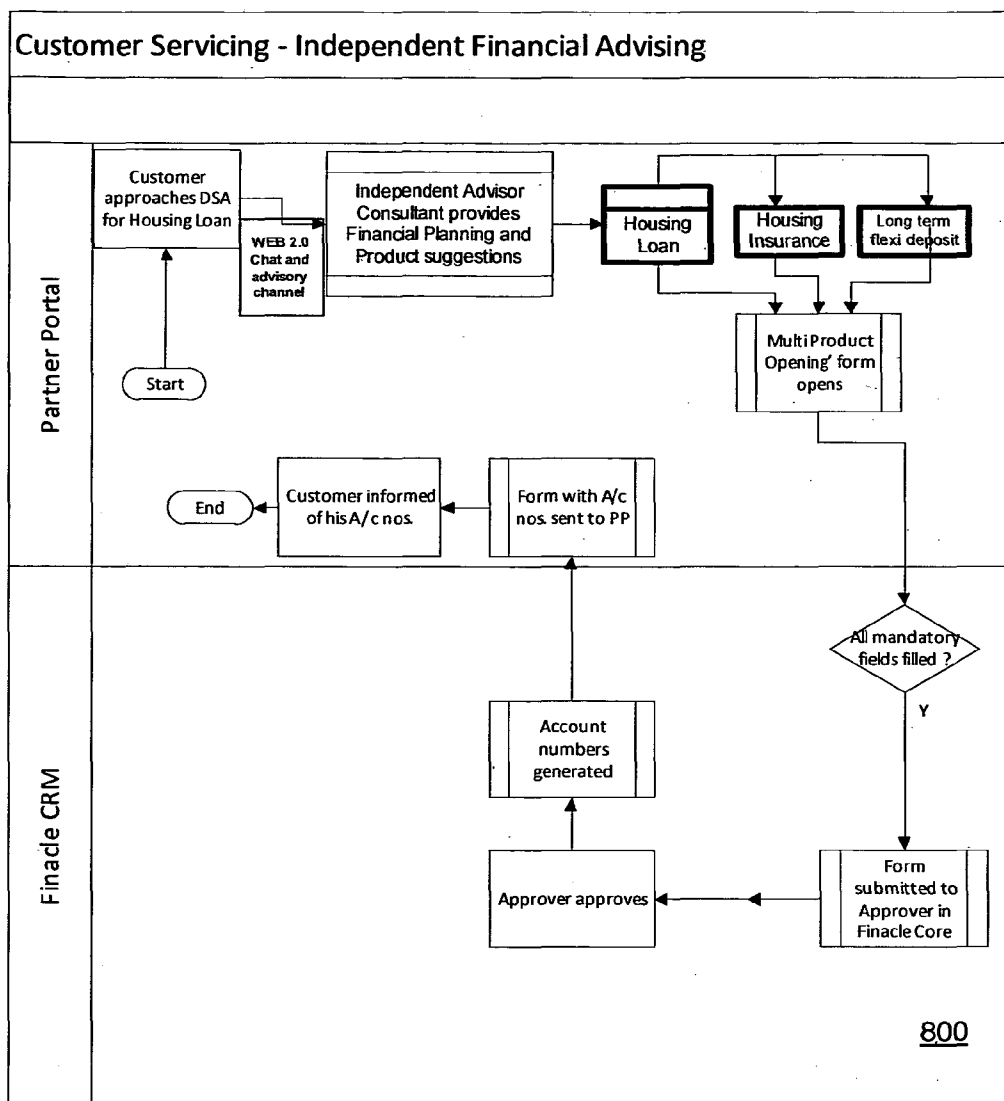 Customer Servicing - Independent Financial Advising
Partner Portal
Customer
approaches DSA
for Housing Loan
WEB 2.0
Chat and
advisory
channel
Independent Advisor
Consultant provides
Financial Planning and
Product suggestions
Housing
Loan
Housing
Insurance
Long term
flexi deposit
Start
Multi Product
Opening' form
opens
End
Customer informed
of his A/c nos.
Form with A/c
nos. sent to PP
Finacle CRM
All mandatory
fields filled ?
Y
Account
numbers
generated
Approver approves
Form
submitted to
Approver in
Finacle Core
800